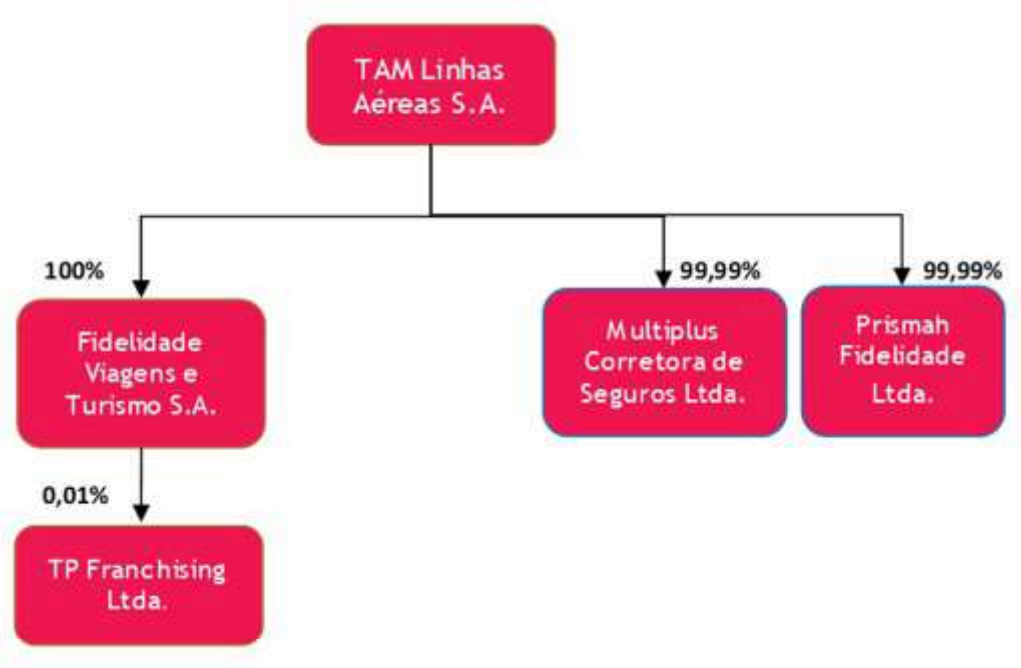 TAM Linhas
Aéreas S.A.
100%
99,99%
99,99%
Fidelidade
Viagens e
Turismo S.A.
Multiplus
Corretora de
Seguros Ltda.
Prismah
Fidelidade
Ltda.
0,01%
TP Franchising
Ltda.